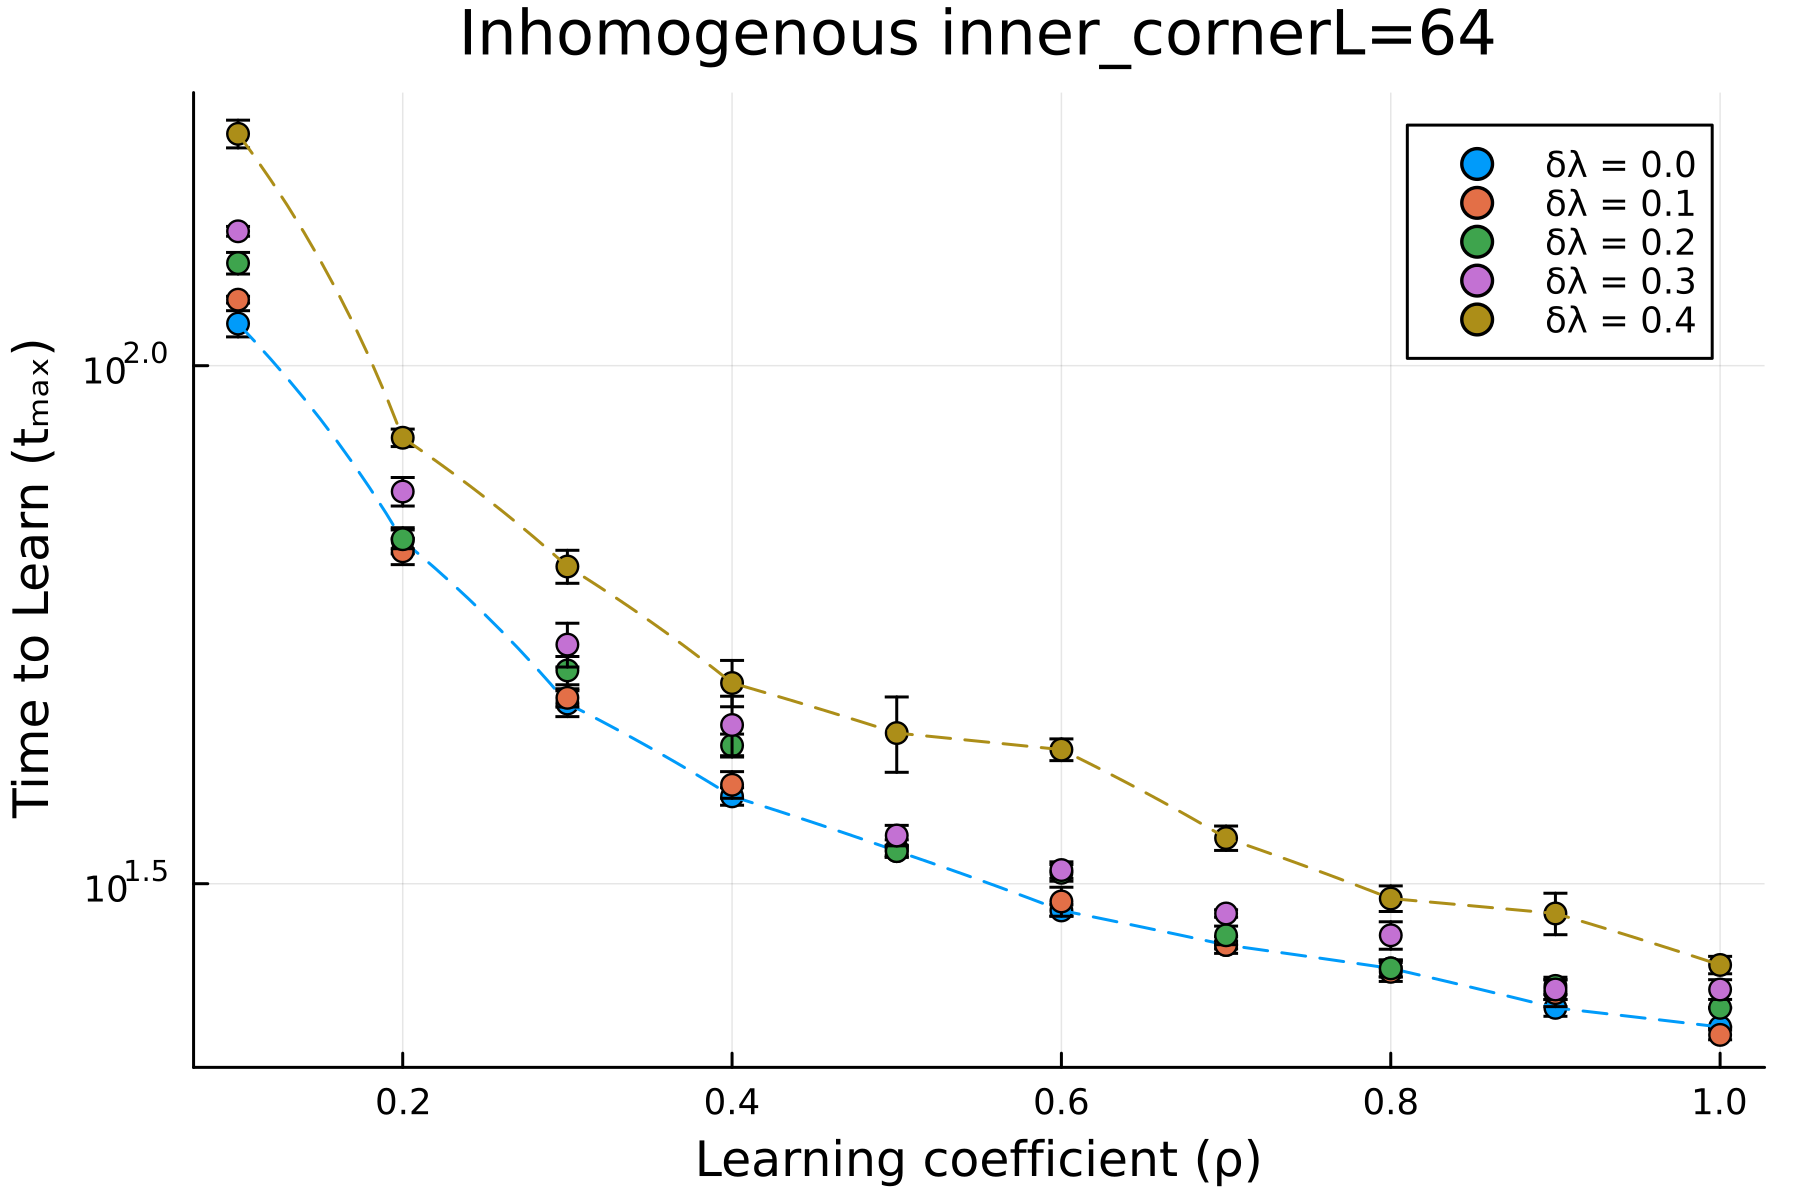 Inhomogenous inner_cornerL=64
δλ = 0.0
δλ = 0.1
δλ = 0.2
δλ = 0.3
δλ = 0.4
Time to Learn (tₘₐₓ)
10^2.0
10^1.5
0.2 0.4 0.6 0.8 1.0
Learning coefficient (ρ)